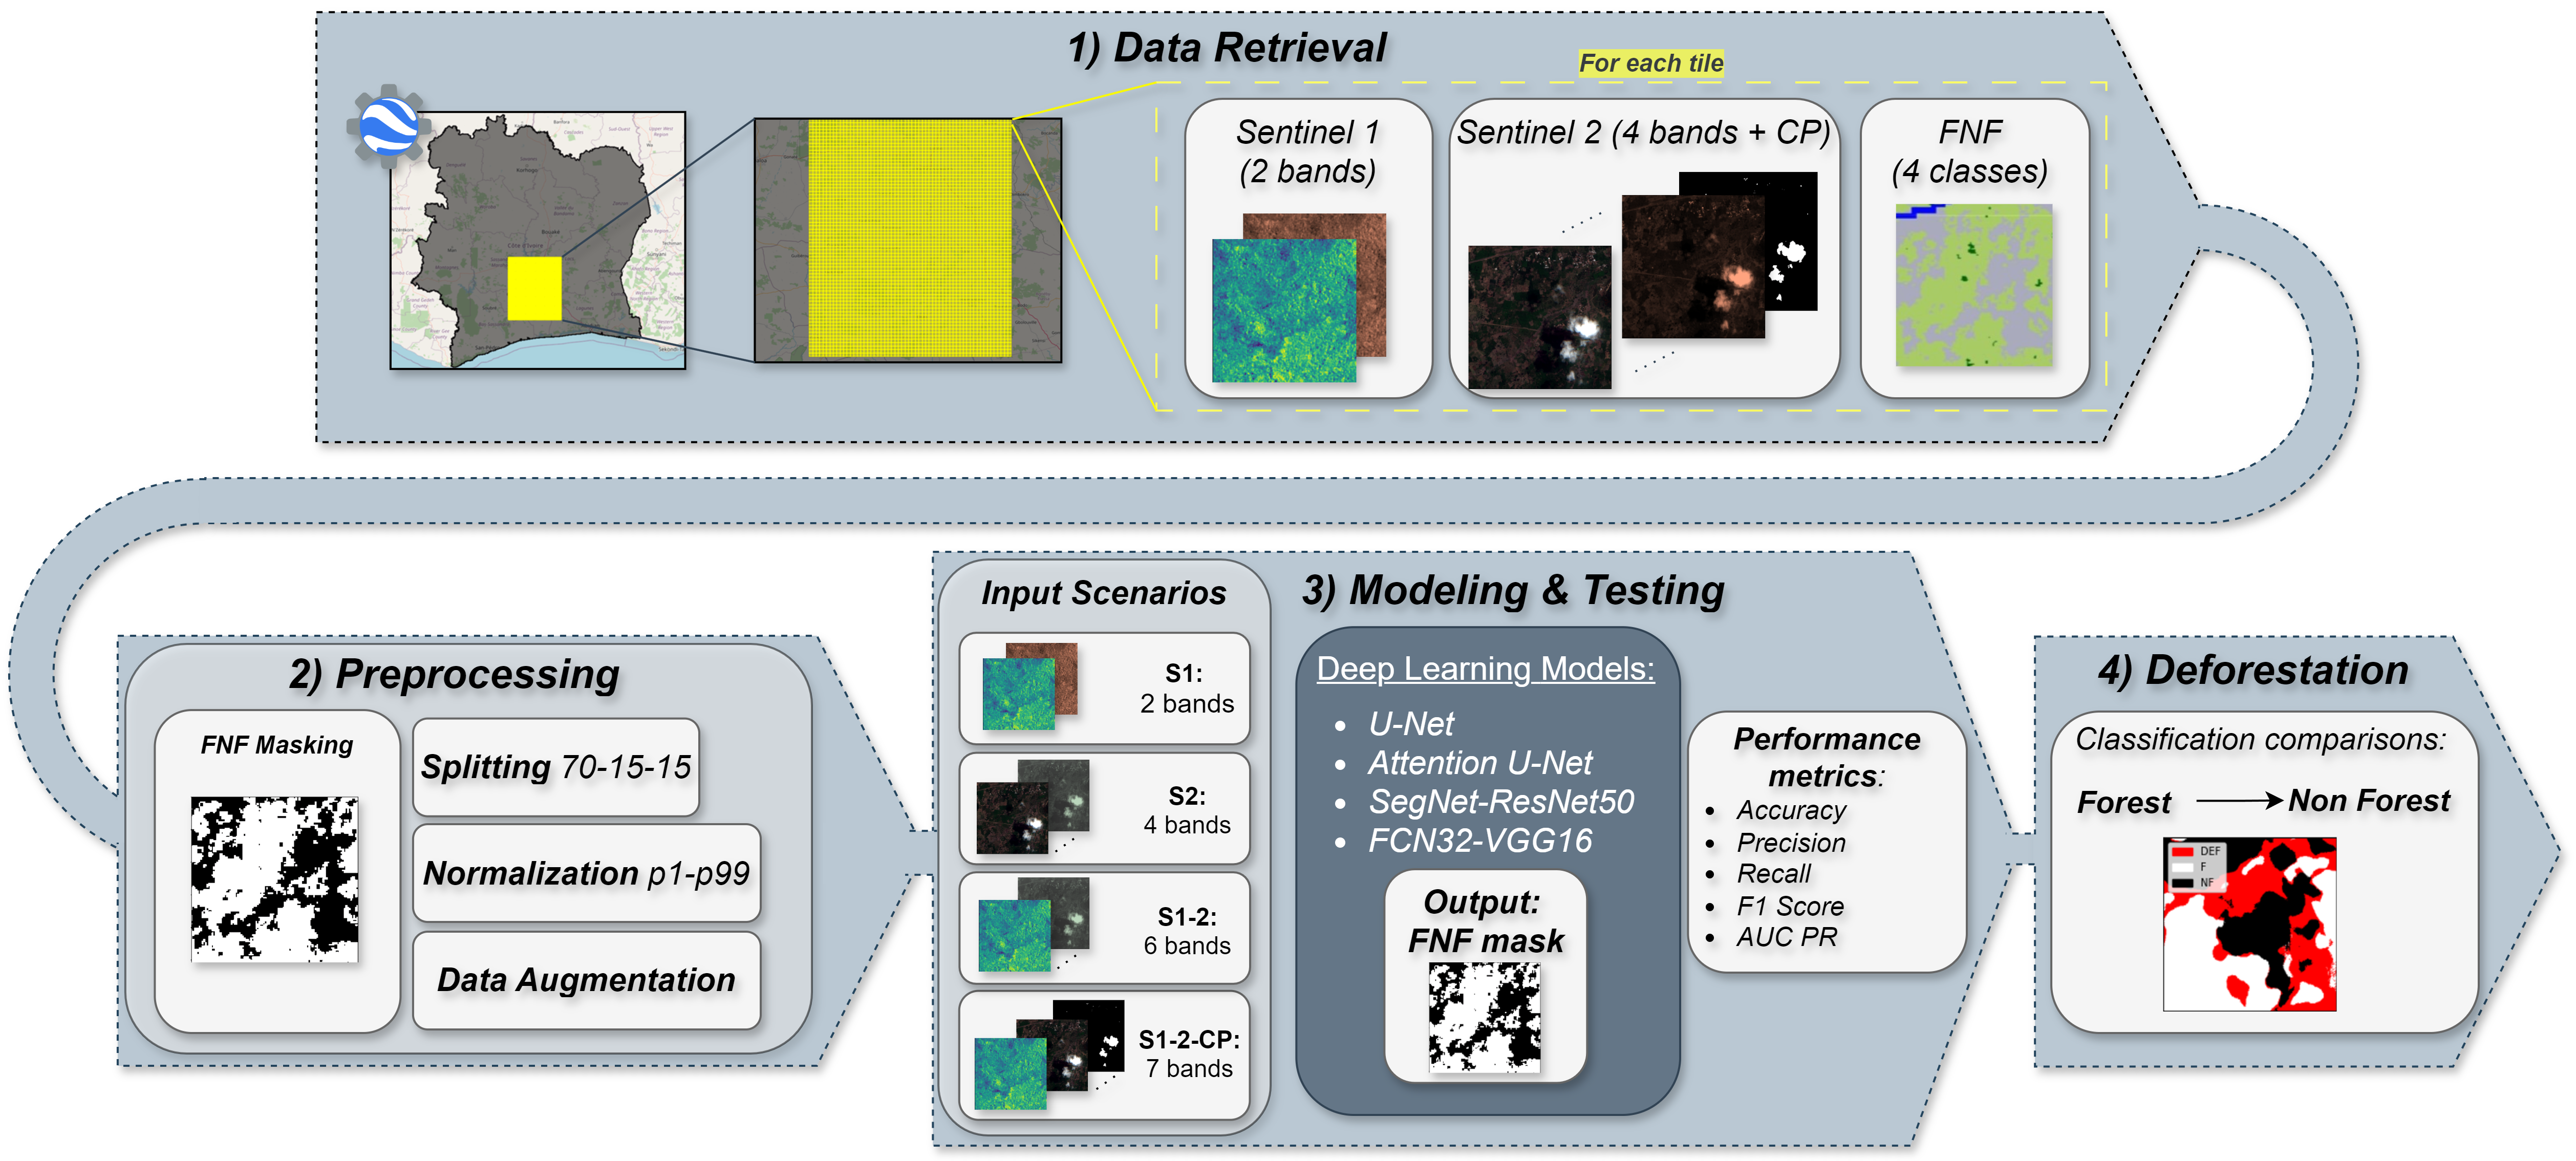 1) Data Retrieval
For each tile
Sentinel 1
(2 bands)
Sentinel 2 (4 bands + CP)
FNF
(4 classes)
Côte d'Ivoire
Bouaké
2) Preprocessing
FNF Masking
Splitting 70-15-15
Normalization p1-p99
Data Augmentation
Input Scenarios
S1:
2 bands
S2:
4 bands
S1-2:
6 bands
S1-2-CP:
7 bands
3) Modeling & Testing
Deep Learning Models:
• U-Net
• Attention U-Net
• SegNet-ResNet50
• FCN32-VGG16
Output:
FNF mask
Performance
metrics:
• Accuracy
• Precision
• Recall
• F1 Score
• AUC PR
4) Deforestation
Classification comparisons:
Forest
Non Forest
DEF
F
NF